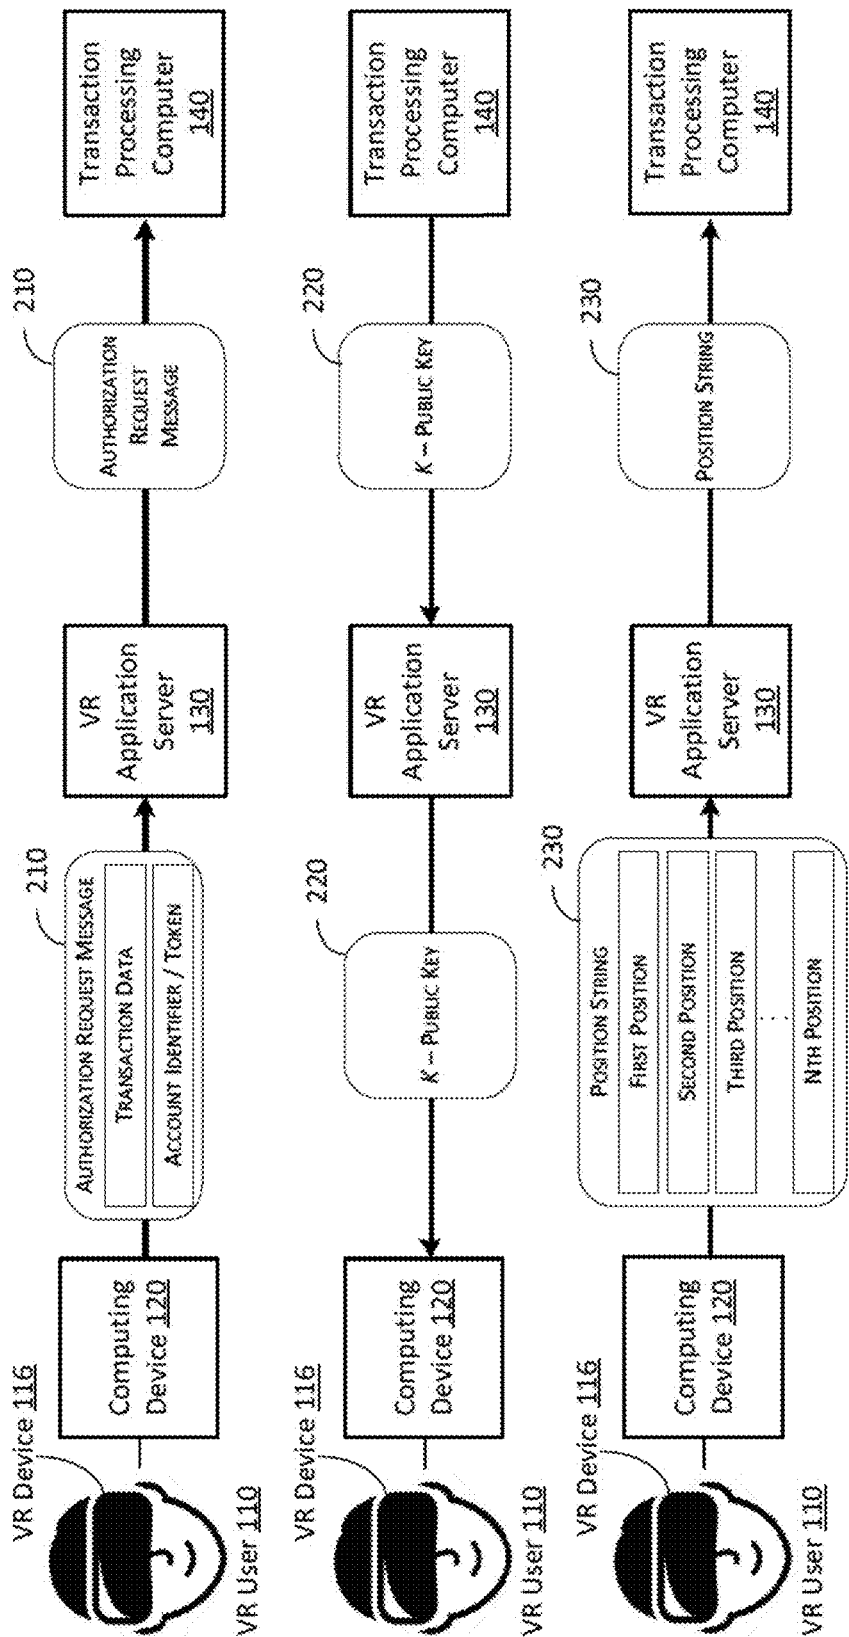 VR Device 116
VR User 110
Computing
Device 120
210
AUTHORIZATION REQUEST MESSAGE
TRANSACTION DATA
ACCOUNT IDENTIFIER / TOKEN
VR
Application
Server
130
210
AUTHORIZATION
REQUEST
MESSAGE
Transaction
Processing
Computer
140
VR Device 116
VR User 110
Computing
Device 120
220
K – PUBLIC KEY
VR
Application
Server
130
220
K – PUBLIC KEY
Transaction
Processing
Computer
140
VR Device 116
VR User 110
Computing
Device 120
230
POSITION STRING
FIRST POSITION
SECOND POSITION
THIRD POSITION
. . .
NTH POSITION
VR
Application
Server
130
230
POSITION STRING
Transaction
Processing
Computer
140